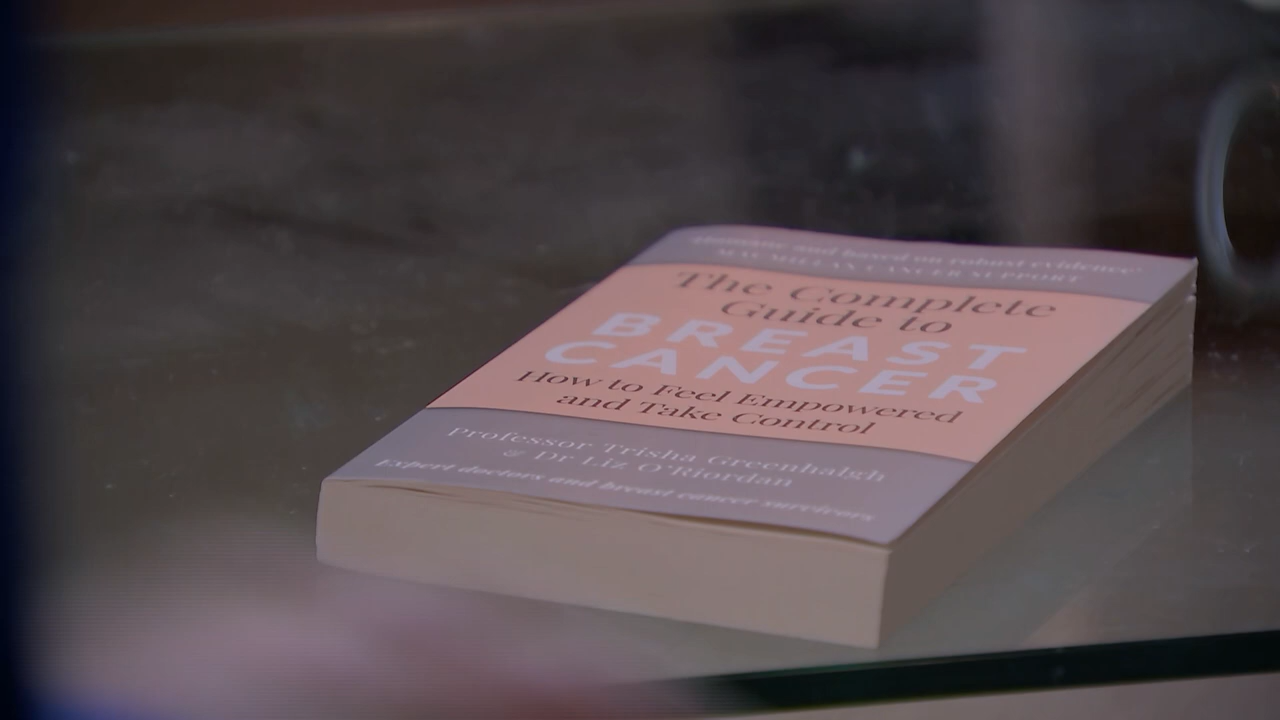 Humane and based on robust evidence'
MACMILLAN CANCER SUPPORT
The Complete
Guide to
BREAST
CANCER
How to Feel Empowered
and Take Control
Professor Trisha Greenhalgh
& Dr Liz O'Riordan
Expert doctors and breast cancer survivors